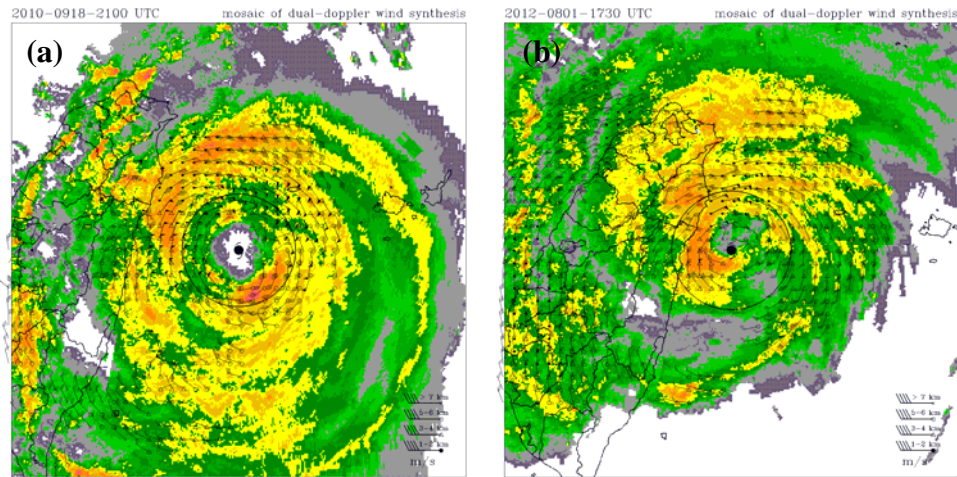 2010-0918-2100 UTC mosaic of dual-doppler wind synthesis
(a)
> 7 km
5-6 km
3-4 km
1-2 km
m/s
2012-0801-1730 UTC mosaic of dual-doppler wind synthesis
(b)
> 7 km
5-6 km
3-4 km
1-2 km
m/s